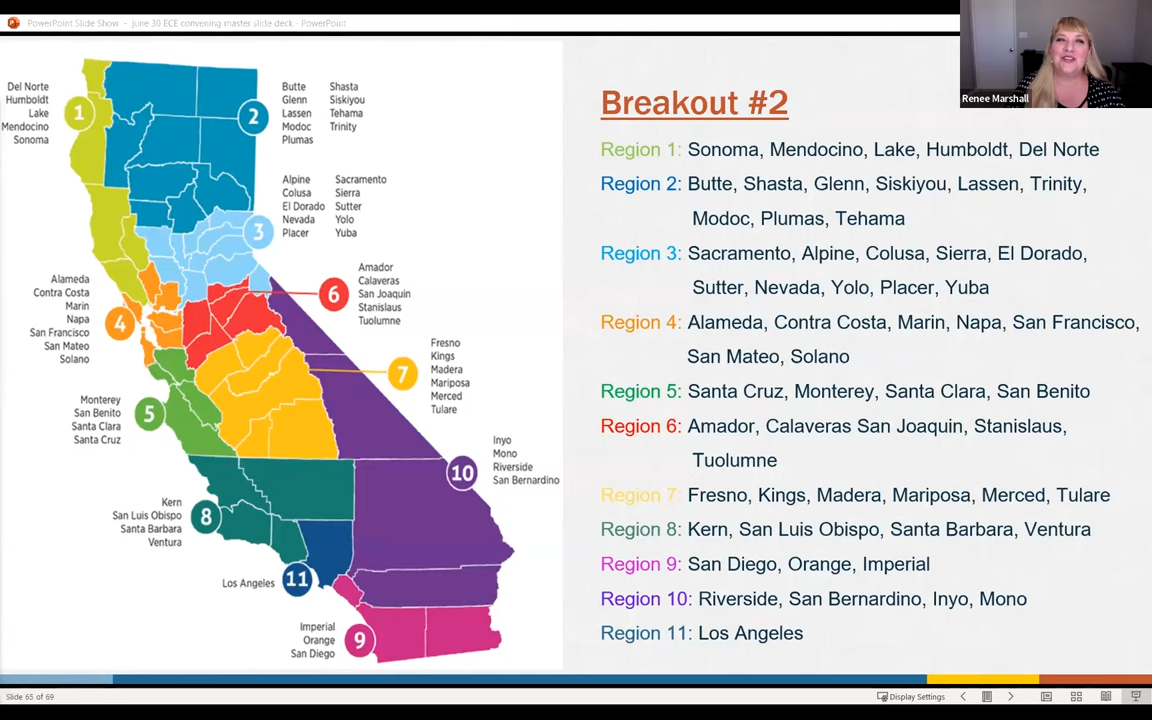 PowerPoint Slide Show - june 30 ECE convening master slide deck - PowerPoint
Renee Marshall
Del Norte
Humboldt
Lake
Mendocino
Sonoma
1
2
Butte
Glenn
Lassen
Modoc
Plumas
Shasta
Siskiyou
Tehama
Trinity
Alpine
Colusa
El Dorado
Nevada
Placer
Sacramento
Sierra
Sutter
Yolo
Yuba
3
Alameda
Contra Costa
Marin
Napa
San Francisco
San Mateo
Solano
4
6
Amador
Calaveras
San Joaquin
Stanislaus
Tuolumne
7
Fresno
Kings
Madera
Mariposa
Merced
Tulare
Monterey
San Benito
Santa Clara
Santa Cruz
5
10
Inyo
Mono
Riverside
San Bernardino
Kern
San Luis Obispo
Santa Barbara
Ventura
8
Los Angeles
11
Imperial
Orange
San Diego
9
Breakout #2
Region 1: Sonoma, Mendocino, Lake, Humboldt, Del Norte
Region 2: Butte, Shasta, Glenn, Siskiyou, Lassen, Trinity,
Modoc, Plumas, Tehama
Region 3: Sacramento, Alpine, Colusa, Sierra, El Dorado,
Sutter, Nevada, Yolo, Placer, Yuba
Region 4: Alameda, Contra Costa, Marin, Napa, San Francisco,
San Mateo, Solano
Region 5: Santa Cruz, Monterey, Santa Clara, San Benito
Region 6: Amador, Calaveras San Joaquin, Stanislaus,
Tuolumne
Region 7: Fresno, Kings, Madera, Mariposa, Merced, Tulare
Region 8: Kern, San Luis Obispo, Santa Barbara, Ventura
Region 9: San Diego, Orange, Imperial
Region 10: Riverside, San Bernardino, Inyo, Mono
Region 11: Los Angeles
Slide 65 of 69
Display Settings